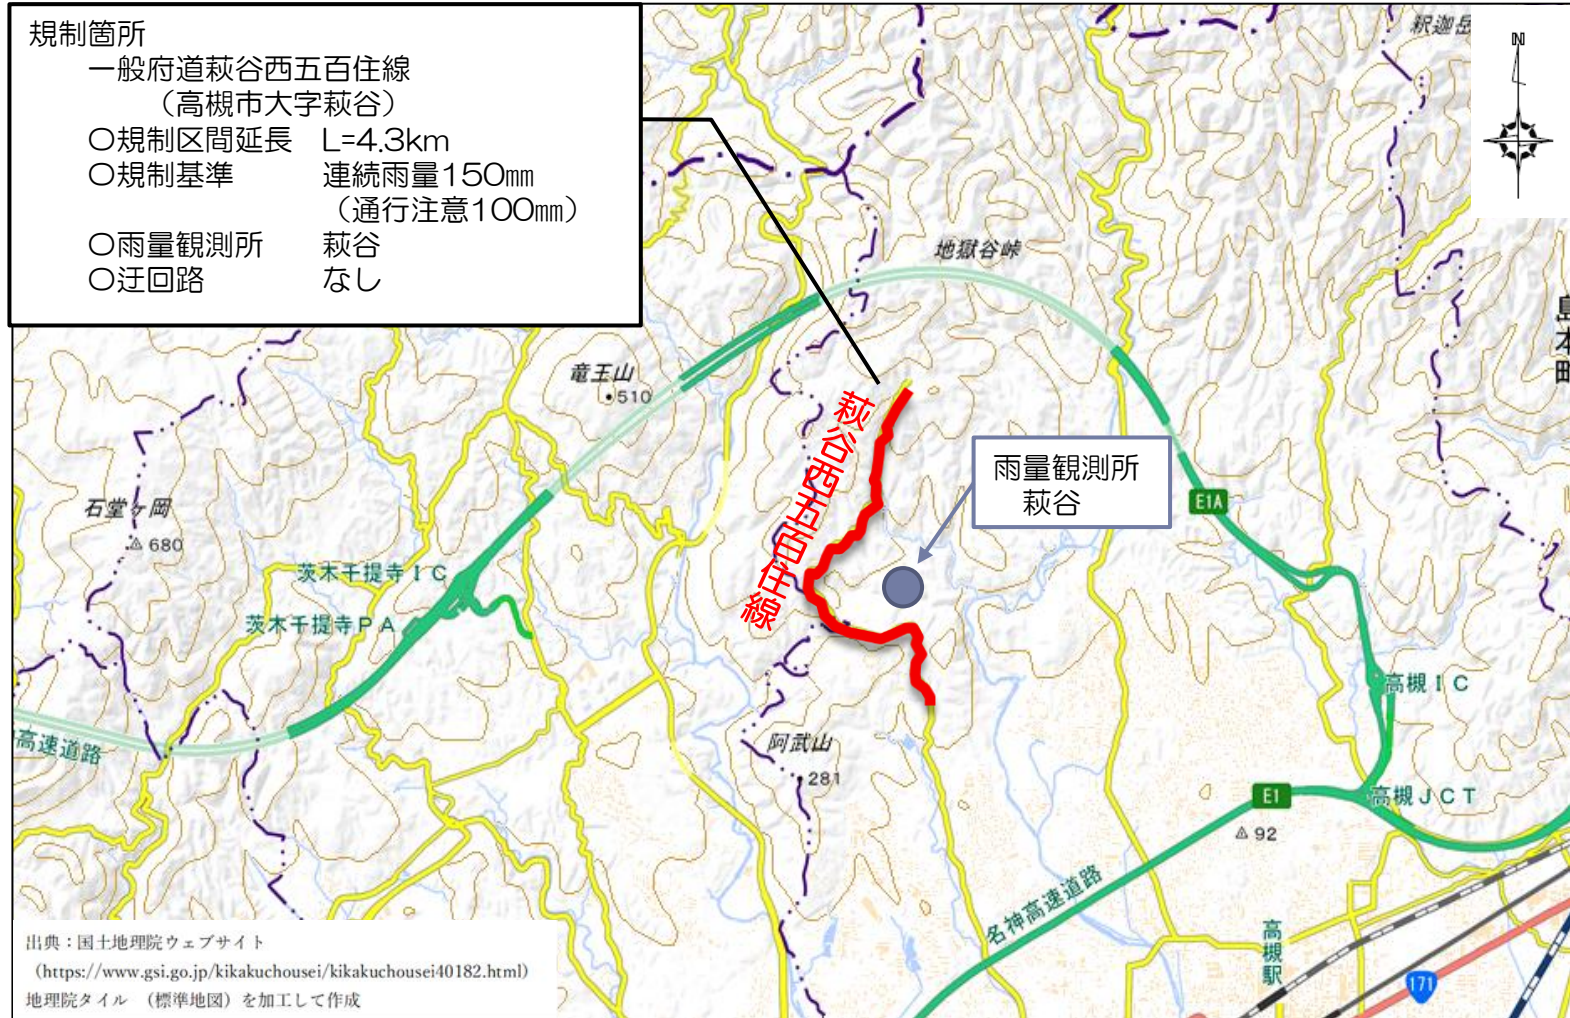 規制箇所
一般府道萩谷西五百住線
（高槻市大字萩谷）
○規制区間延長　L=4.3km
○規制基準　連続雨量150㎜
（通行注意100㎜）
○雨量観測所　萩谷
○迂回路　なし
釈迦岳
N
地獄谷峠
島本町
竜王山
510
萩谷西五百住線
雨量観測所
萩谷
石堂ヶ岡
680
E1A
茨木千提寺IC
茨木千提寺PA
高槻IC
高速道路
阿武山
281
E1
高槻JCT
92
名神高速道路
高槻駅
171
出典：国土地理院ウェブサイト
（https://www.gsi.go.jp/kikakuchousei/kikakuchousei40182.html）
地理院タイル　（標準地図）を加工して作成